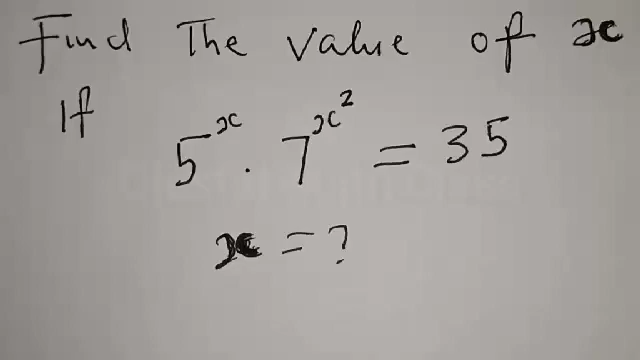 Find The value of x
If
5^x . 7^x^2 = 35
x = ?